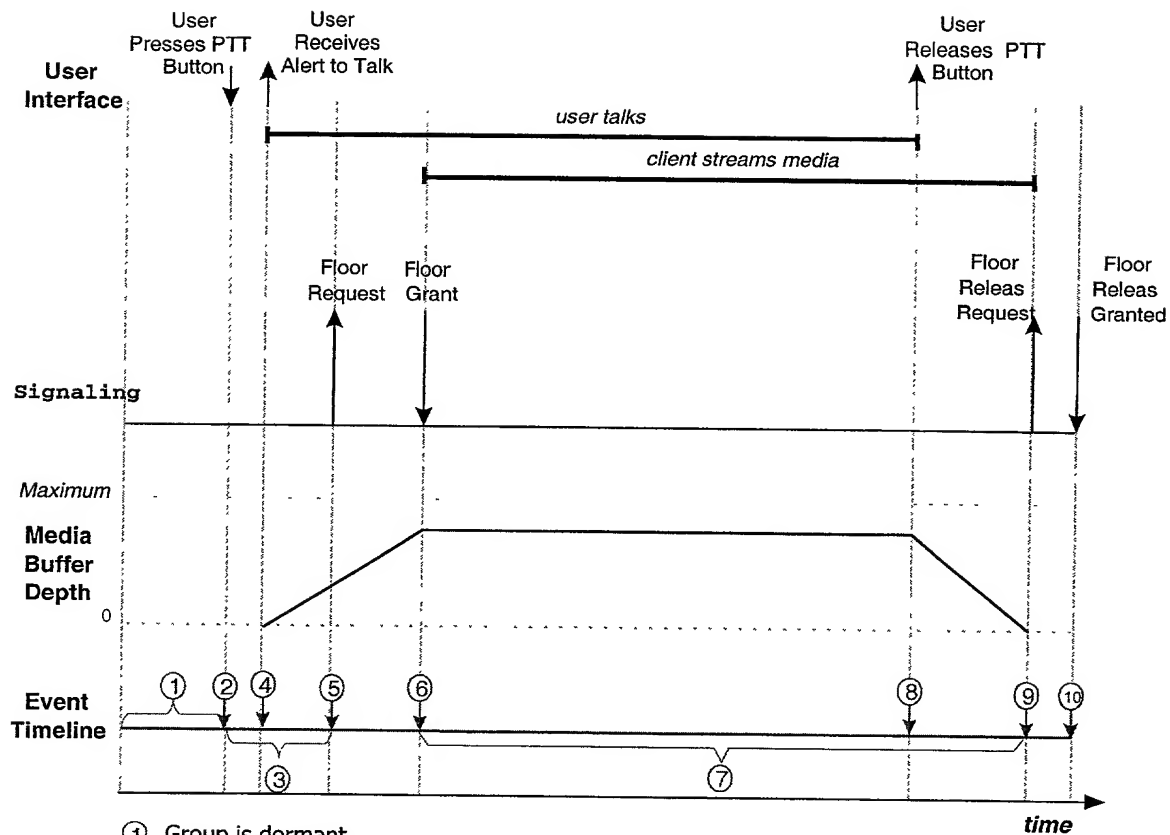 User
Presses PTT
Button
User
Receives
Alert to Talk
User
Releases PTT
Button
User
Interface
user talks
client streams media
Floor
Request
Floor
Grant
Floor
Releas
Request
Floor
Releas
Granted
Signaling
Maximum
Media
Buffer
Depth
0
Event
Timeline
1
2
4
5
6
8
9
10
3
7
time
1 Group is dormant